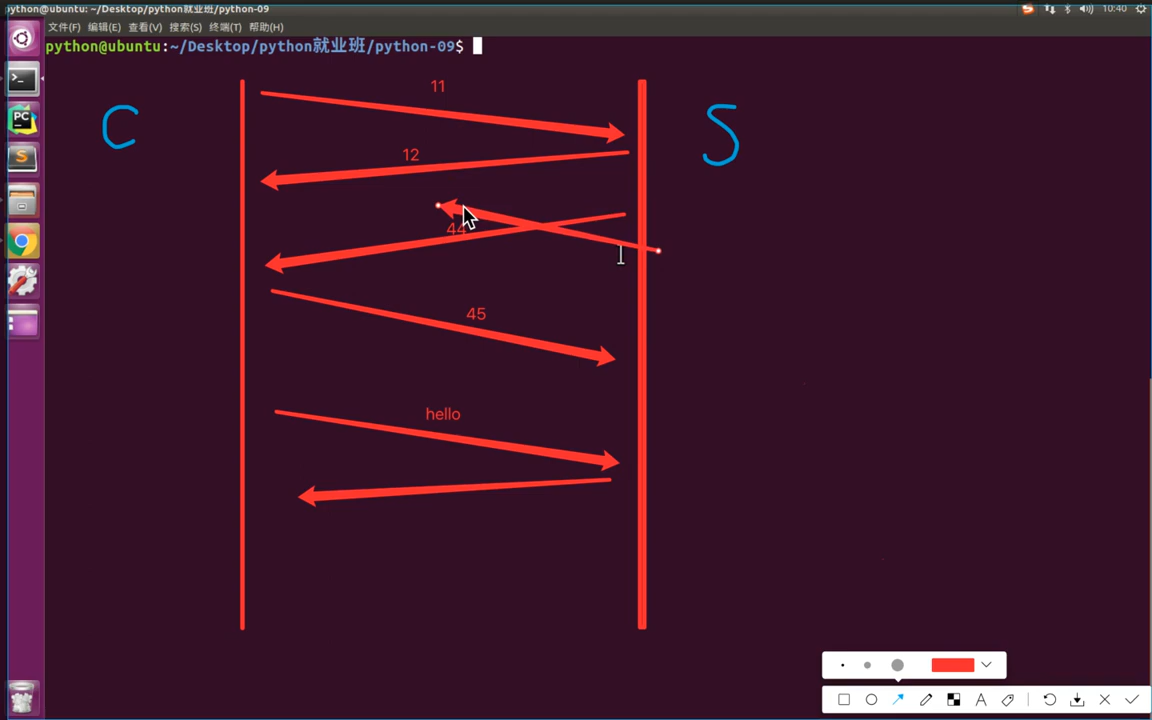 python@ubuntu: ~/Desktop/python就业班/python-09
10:40
文件(F) 编辑(E) 查看(V) 搜索(S) 终端(T) 帮助(H)
python@ubuntu:~/Desktop/python就业班/python-09$
11
C
S
12
44
45
hello
PC
S
A